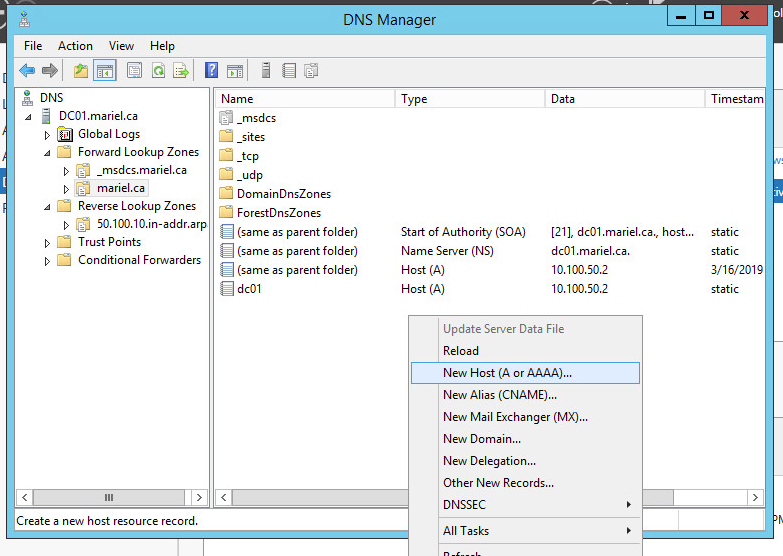 DNS Manager
File Action View Help
DNS
DC01.mariel.ca
Global Logs
Forward Lookup Zones
_msdcs.mariel.ca
mariel.ca
Reverse Lookup Zones
50.100.10.in-addr.arp
Trust Points
Conditional Forwarders
Name Type Data Timestam
_msdcs
_sites
_tcp
_udp
DomainDnsZones
ForestDnsZones
(same as parent folder) Start of Authority (SOA) [21], dc01.mariel.ca., host... static
(same as parent folder) Name Server (NS) dc01.mariel.ca. static
(same as parent folder) Host (A) 10.100.50.2 3/16/2019
dc01 Host (A) 10.100.50.2 static
Update Server Data File
Reload
New Host (A or AAAA)...
New Alias (CNAME)...
New Mail Exchanger (MX)...
New Domain...
New Delegation...
Other New Records...
DNSSEC
All Tasks
Refresh
Create a new host resource record.